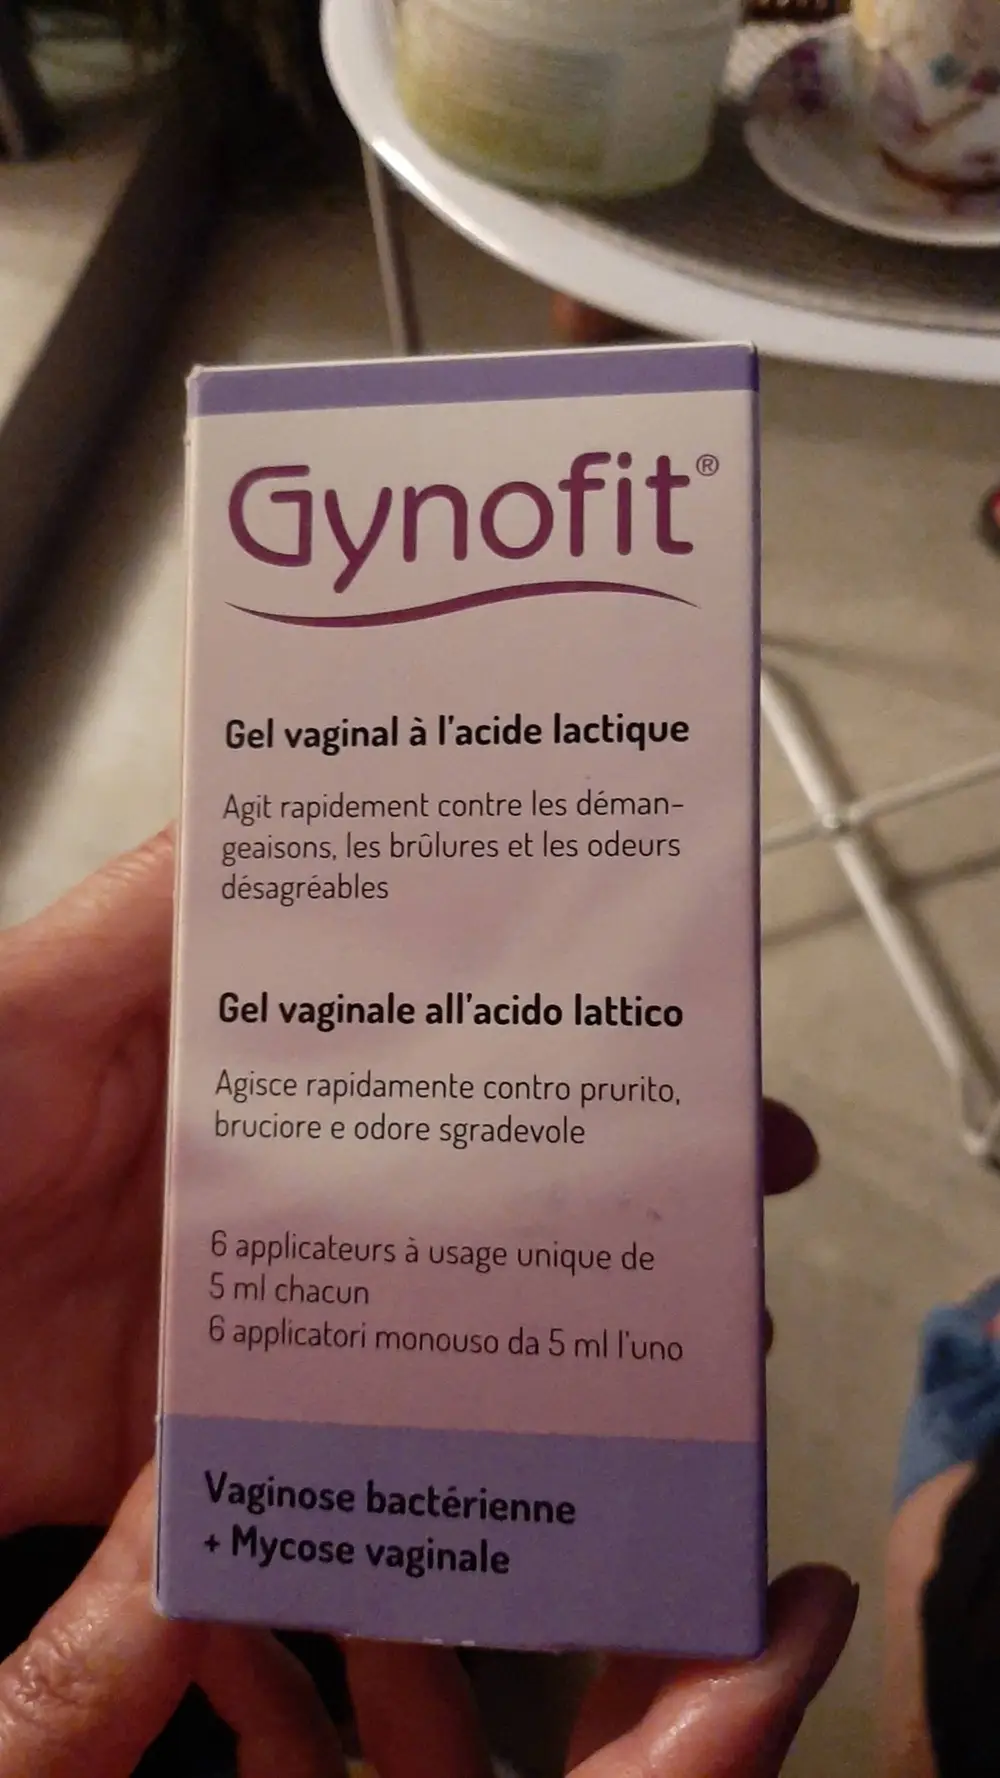 Gynofit®
Gel vaginal à l'acide lactique
Agit rapidement contre les déman-
geaisons, les brûlures et les odeurs
désagréables
Gel vaginale all'acido lattico
Agisce rapidamente contro prurito,
bruciore e odore sgradevole
6 applicateurs à usage unique de
5 ml chacun
6 applicatori monouso da 5 ml l'uno
Vaginose bactérienne
+ Mycose vaginale